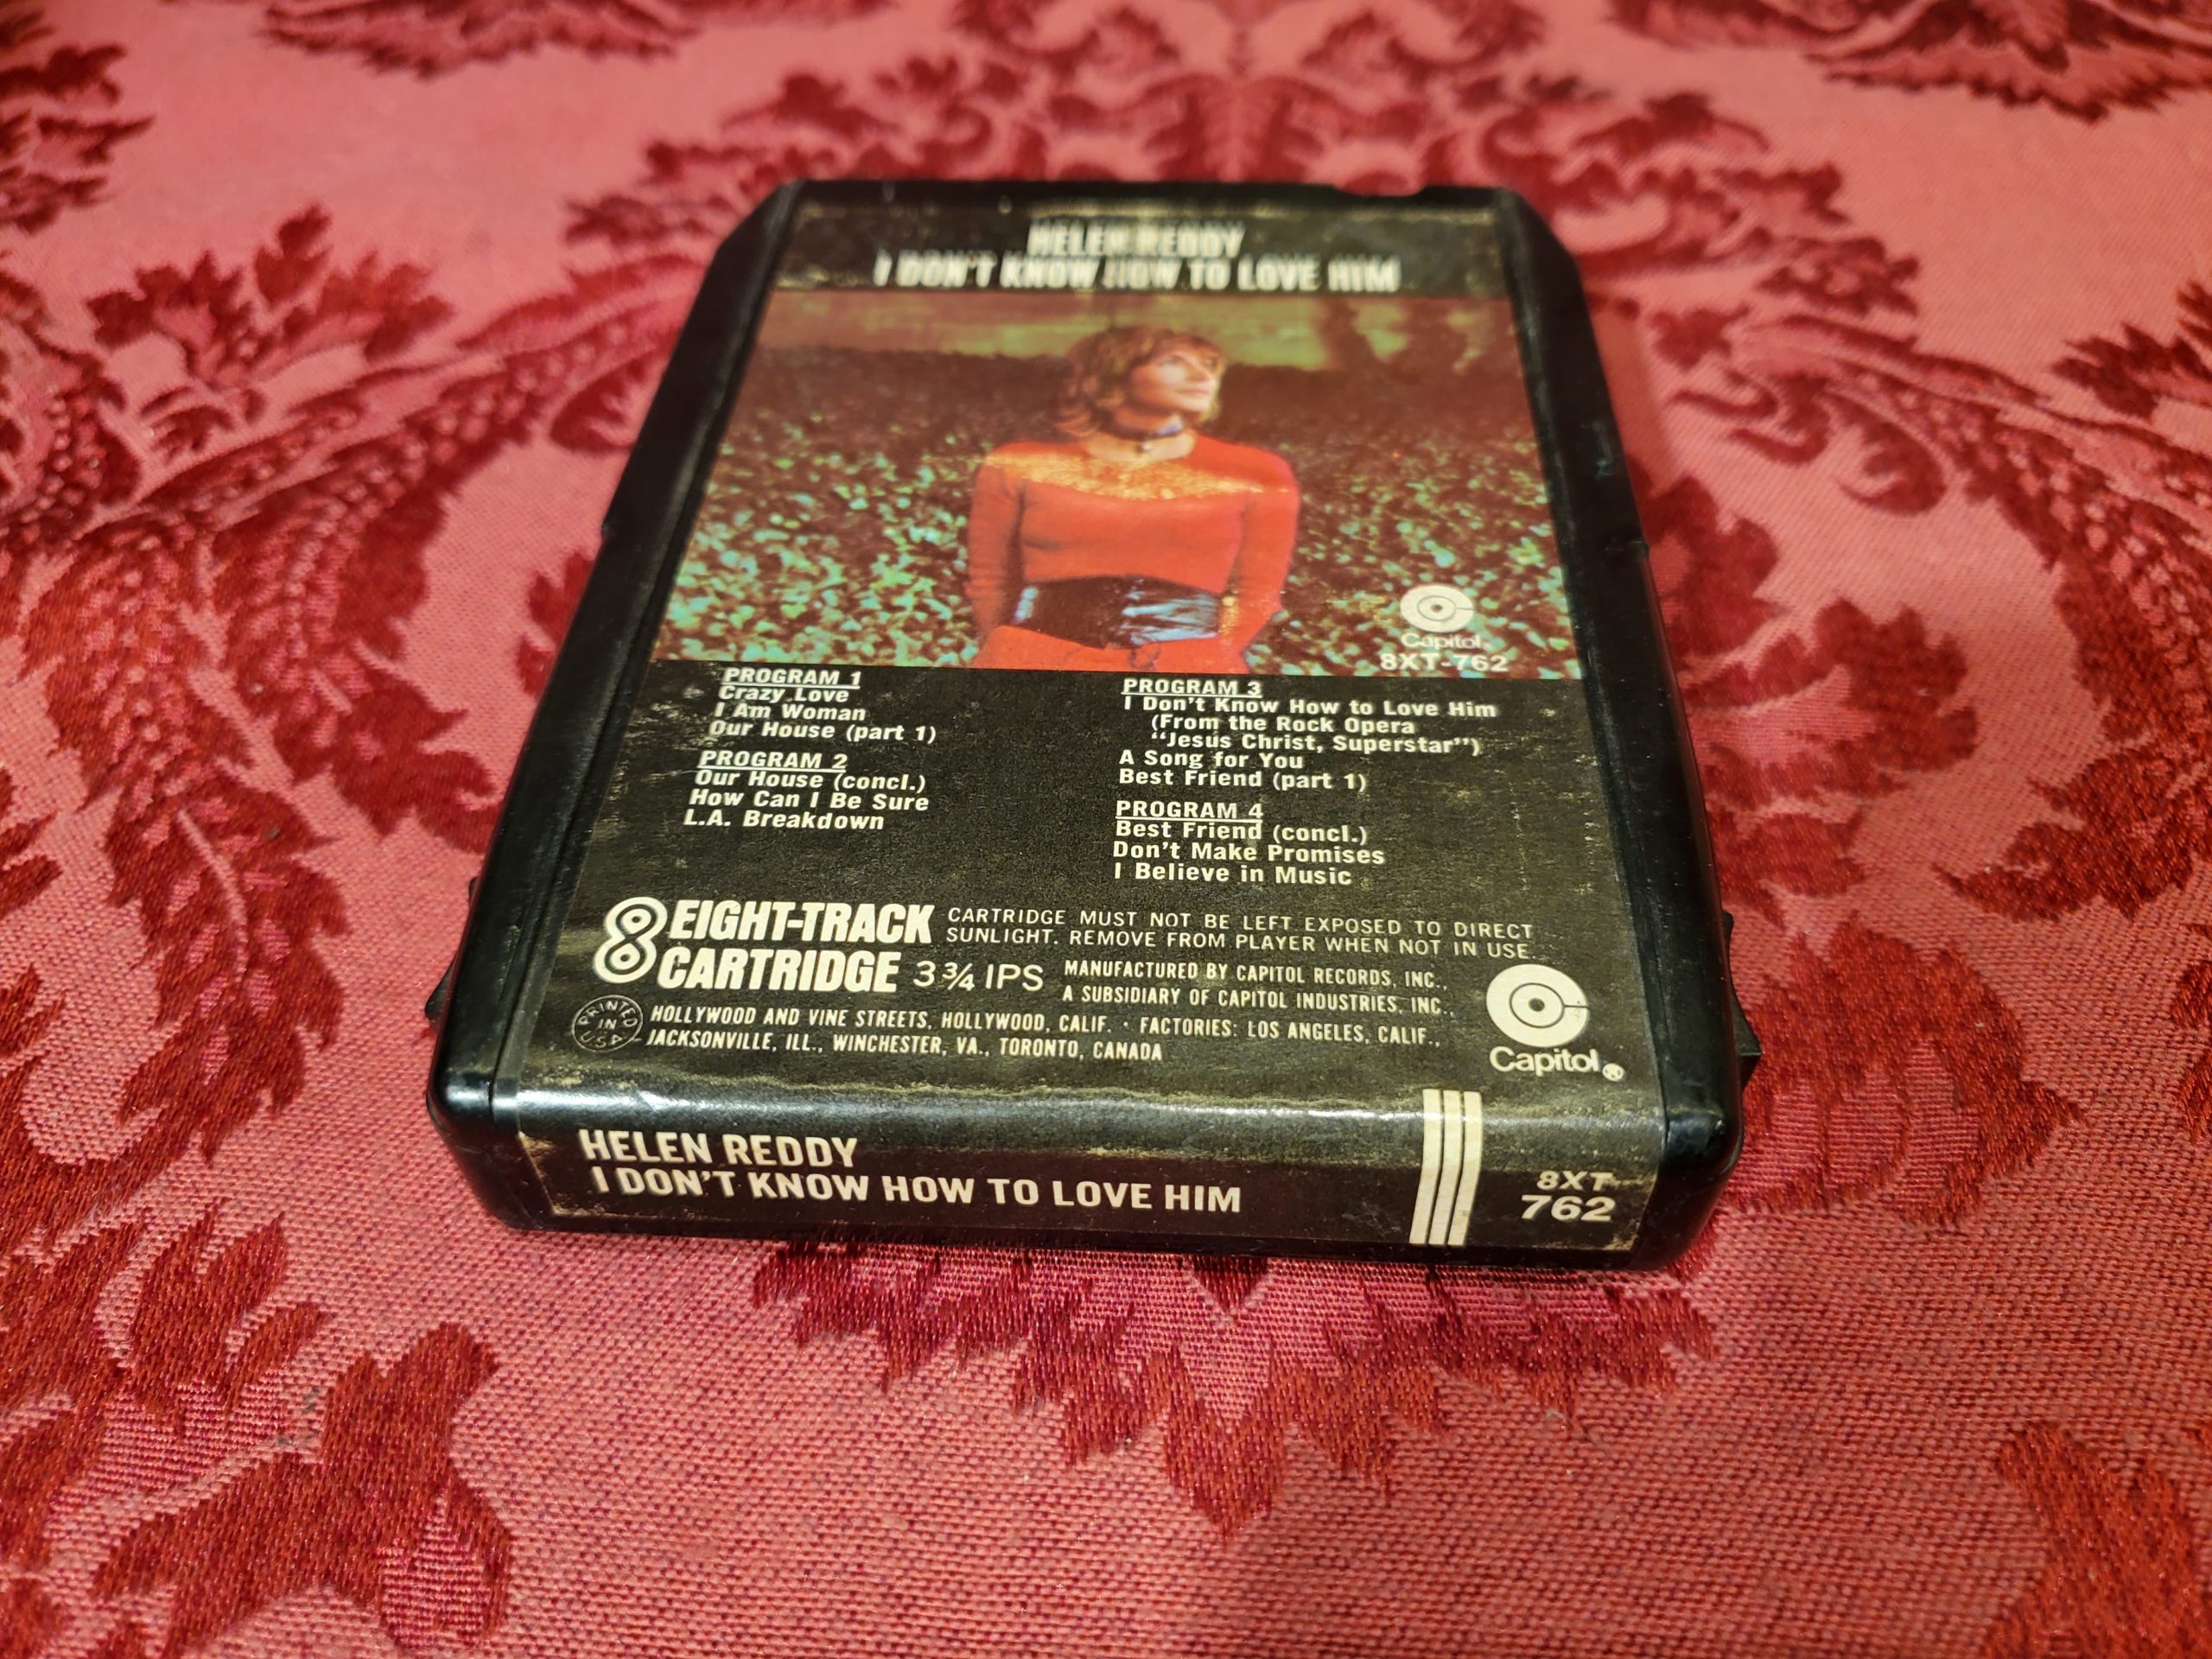 HELEN REDDY
I DON'T KNOW HOW TO LOVE HIM
Capitol
8XT-762
PROGRAM 1
Crazy Love
I Am Woman
Our House (part 1)
PROGRAM 2
Our House (concl.)
How Can I Be Sure
L.A. Breakdown
PROGRAM 3
I Don't Know How to Love Him
(From the Rock Opera
"Jesus Christ, Superstar")
A Song for You
Best Friend (part 1)
PROGRAM 4
Best Friend (concl.)
Don't Make Promises
I Believe in Music
8 EIGHT-TRACK
CARTRIDGE 3 3/4 IPS
CARTRIDGE MUST NOT BE LEFT EXPOSED TO DIRECT
SUNLIGHT. REMOVE FROM PLAYER WHEN NOT IN USE.
MANUFACTURED BY CAPITOL RECORDS, INC.,
A SUBSIDIARY OF CAPITOL INDUSTRIES, INC.,
PRINTED IN USA
HOLLYWOOD AND VINE STREETS, HOLLYWOOD, CALIF. · FACTORIES: LOS ANGELES, CALIF.,
JACKSONVILLE, ILL., WINCHESTER, VA., TORONTO, CANADA
Capitol®
HELEN REDDY
I DON'T KNOW HOW TO LOVE HIM
8XT-
762